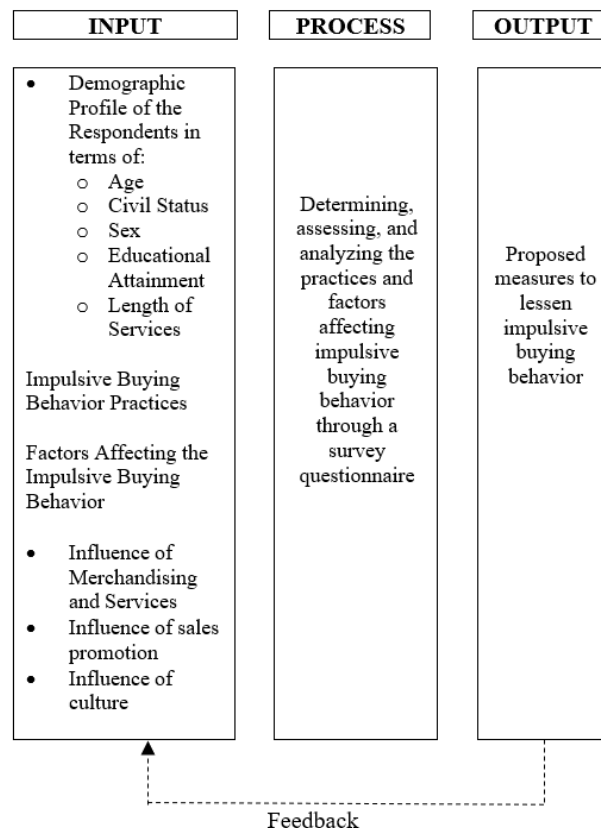 INPUT
• Demographic
Profile of the
Respondents in
terms of:
o Age
o Civil Status
o Sex
o Educational
Attainment
o Length of
Services
Impulsive Buying
Behavior Practices
Factors Affecting the
Impulsive Buying
Behavior
• Influence of
Merchandising
and Services
• Influence of sales
promotion
• Influence of
culture
PROCESS
Determining,
assessing, and
analyzing the
practices and
factors
affecting
impulsive
buying
behavior
through a
survey
questionnaire
OUTPUT
Proposed
measures to
lessen
impulsive
buying
behavior
Feedback